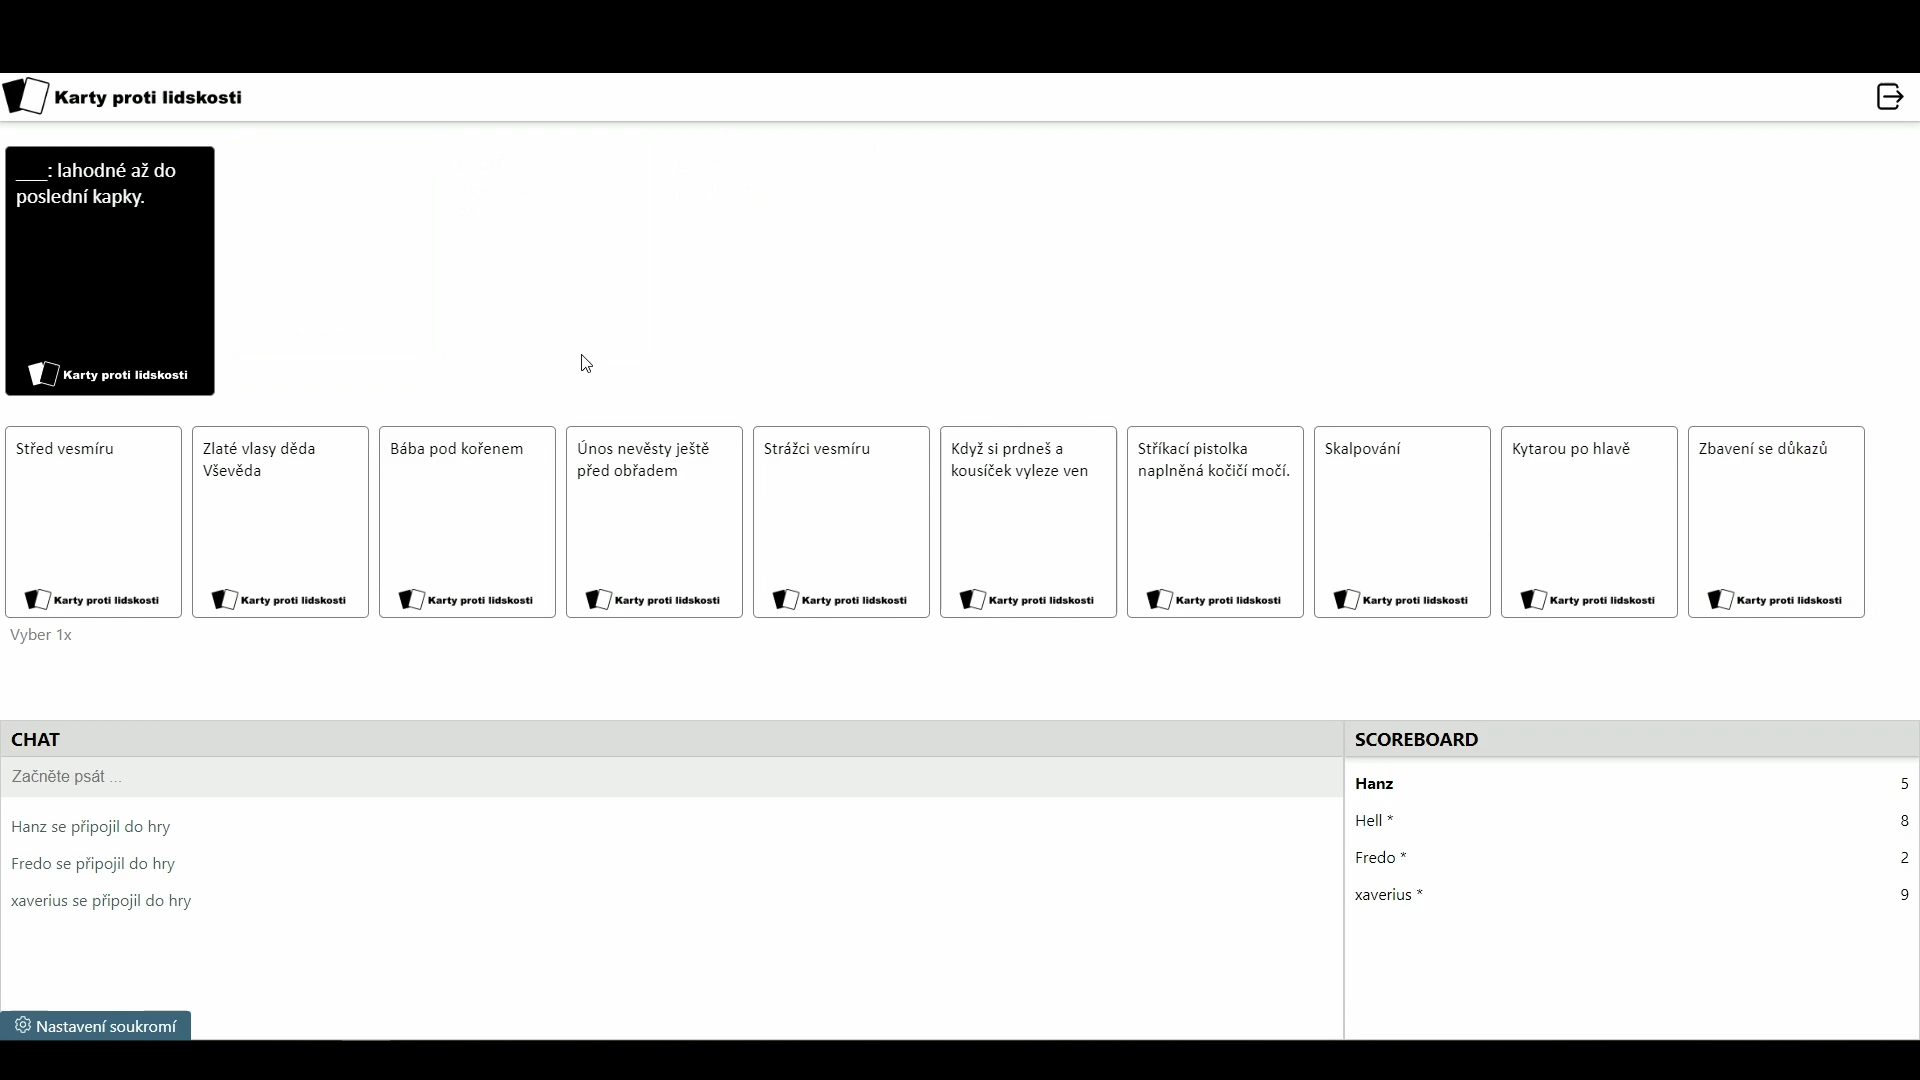 Karty proti lidskosti
___: lahodné až do
poslední kapky.
Karty proti lidskosti
Střed vesmíru
Karty proti lidskosti
Zlaté vlasy děda
Vševěda
Karty proti lidskosti
Bába pod kořenem
Karty proti lidskosti
Únos nevěsty ještě
před obřadem
Karty proti lidskosti
Strážci vesmíru
Karty proti lidskosti
Když si prdneš a
kousíček vyleze ven
Karty proti lidskosti
Stříkací pistolka
naplněná kočičí močí.
Karty proti lidskosti
Skalpování
Karty proti lidskosti
Kytarou po hlavě
Karty proti lidskosti
Zbavení se důkazů
Karty proti lidskosti
Vyber 1x
CHAT
Začněte psát ...
Hanz se připojil do hry
Fredo se připojil do hry
xaverius se připojil do hry
Nastavení soukromí
SCOREBOARD
Hanz 5
Hell * 8
Fredo * 2
xaverius * 9